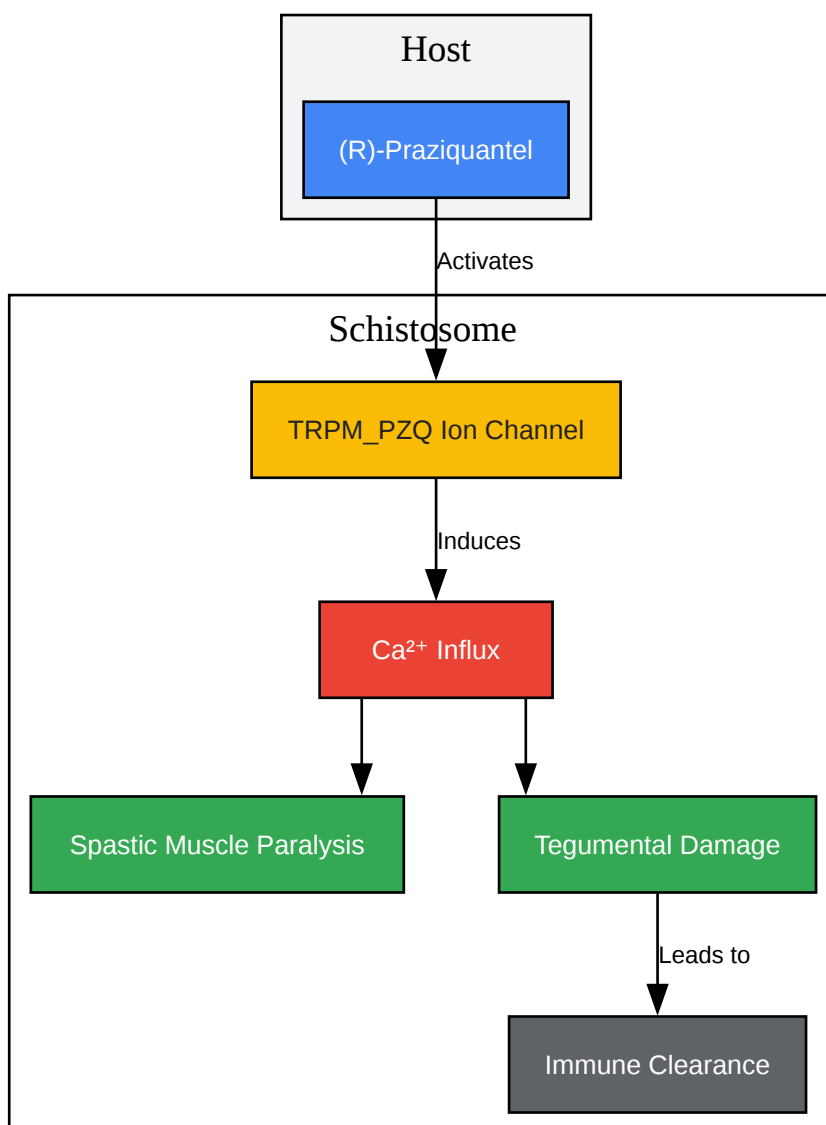 Host
(R)-Praziquantel
Activates
Schistosome
TRPM_PZQ Ion Channel
Induces
Ca²⁺ Influx
Spastic Muscle Paralysis
Tegumental Damage
Leads to
Immune Clearance